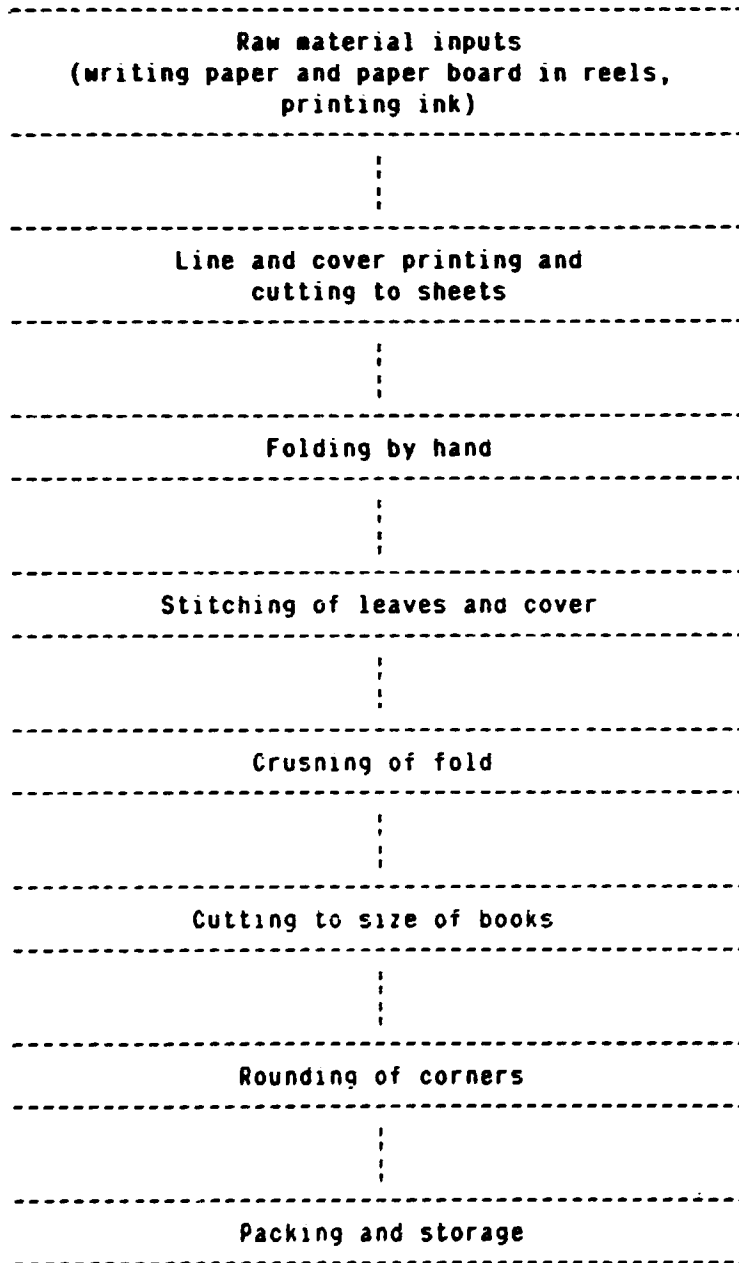 Raw material inputs
(writing paper and paper board in reels,
printing ink)
Line and cover printing and
cutting to sheets
Folding by hand
Stitching of leaves and cover
Crusning of fold
Cutting to size of books
Rounding of corners
Packing and storage